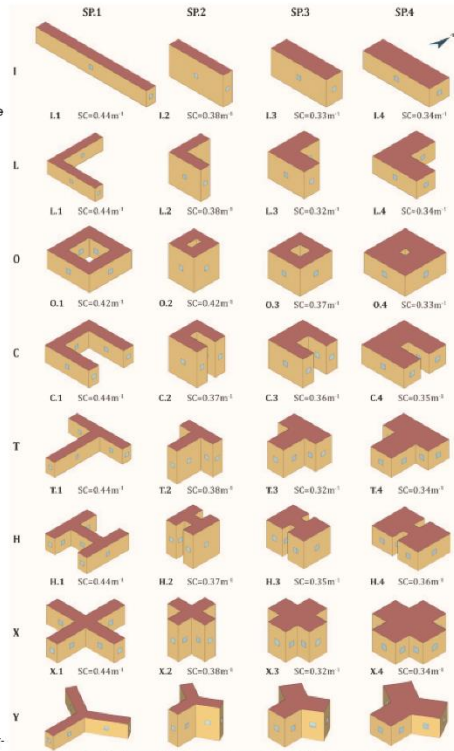 SP.1 SP.2 SP.3 SP.4
I
e
I.1 SC=0.44m⁻¹ I.2 SC=0.38m⁻¹ I.3 SC=0.33m⁻¹ I.4 SC=0.34m⁻¹
L
L.1 SC=0.44m⁻¹ L.2 SC=0.38m⁻¹ L.3 SC=0.32m⁻¹ L.4 SC=0.34m⁻¹
O
O.1 SC=0.42m⁻¹ O.2 SC=0.42m⁻¹ O.3 SC=0.37m⁻¹ O.4 SC=0.33m⁻¹
C
C.1 SC=0.44m⁻¹ C.2 SC=0.37m⁻¹ C.3 SC=0.36m⁻¹ C.4 SC=0.35m⁻¹
T
T.1 SC=0.44m⁻¹ T.2 SC=0.38m⁻¹ T.3 SC=0.32m⁻¹ T.4 SC=0.34m⁻¹
H
H.1 SC=0.44m⁻¹ H.2 SC=0.37m⁻¹ H.3 SC=0.35m⁻¹ H.4 SC=0.36m⁻¹
X
X.1 SC=0.44m⁻¹ X.2 SC=0.38m⁻¹ X.3 SC=0.32m⁻¹ X.4 SC=0.34m⁻¹
Y